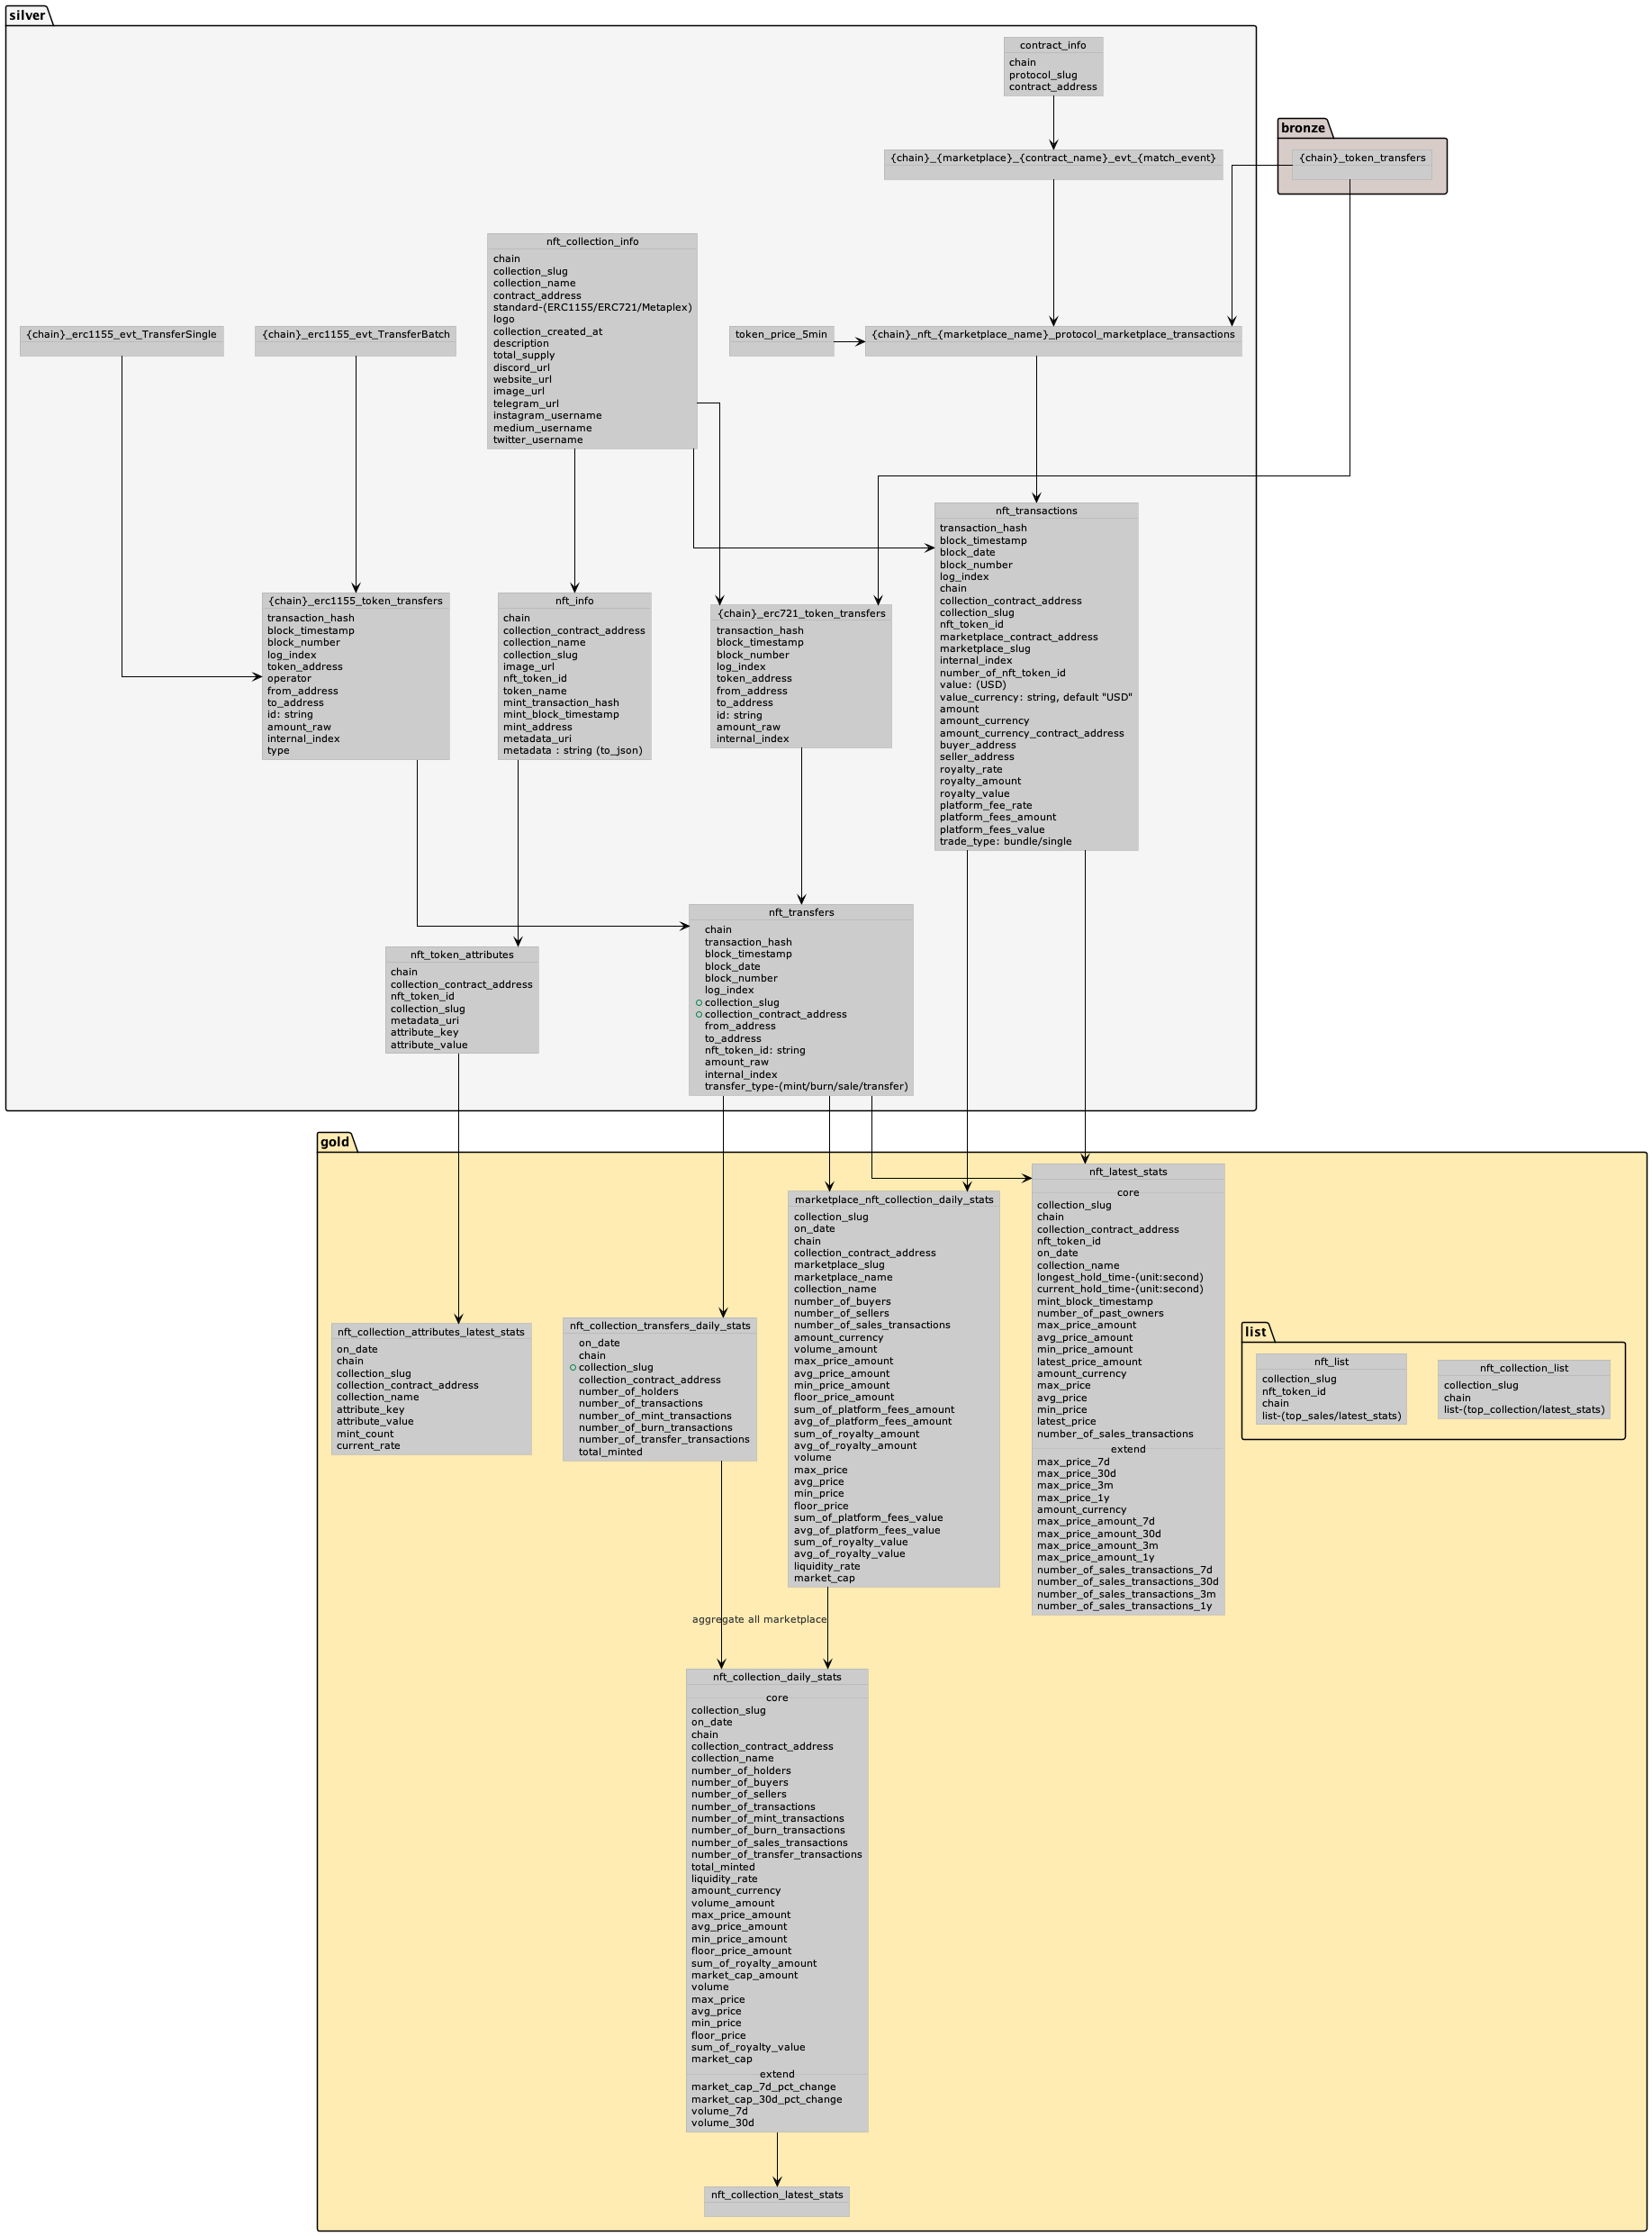 silver
contract_info
chain
protocol_slug
contract_address
bronze
{chain}_token_transfers
{chain}_{marketplace}_{contract_name}_evt_{match_event}
nft_collection_info
chain
collection_slug
collection_name
contract_address
standard-(ERC1155/ERC721/Metaplex)
logo
collection_created_at
description
total_supply
discord_url
website_url
image_url
telegram_url
instagram_username
medium_username
twitter_username
{chain}_erc1155_evt_TransferSingle
{chain}_erc1155_evt_TransferBatch
token_price_5min
{chain}_nft_{marketplace_name}_protocol_marketplace_transactions
nft_transactions
transaction_hash
block_timestamp
block_date
block_number
log_index
chain
collection_contract_address
collection_slug
nft_token_id
marketplace_contract_address
marketplace_slug
internal_index
number_of_nft_token_id
value: (USD)
value_currency: string, default "USD"
amount
amount_currency
amount_currency_contract_address
buyer_address
seller_address
royalty_rate
royalty_amount
royalty_value
platform_fee_rate
platform_fees_amount
platform_fees_value
trade_type: bundle/single
{chain}_erc1155_token_transfers
transaction_hash
block_timestamp
block_number
log_index
token_address
operator
from_address
to_address
id: string
amount_raw
internal_index
type
nft_info
chain
collection_contract_address
collection_name
collection_slug
image_url
nft_token_id
token_name
mint_transaction_hash
mint_block_timestamp
mint_address
metadata_uri
metadata : string (to_json)
{chain}_erc721_token_transfers
transaction_hash
block_timestamp
block_number
log_index
token_address
from_address
to_address
id: string
amount_raw
internal_index
nft_transfers
chain
transaction_hash
block_timestamp
block_date
block_number
log_index
collection_slug
collection_contract_address
from_address
to_address
nft_token_id: string
amount_raw
internal_index
transfer_type-(mint/burn/sale/transfer)
nft_token_attributes
chain
collection_contract_address
nft_token_id
collection_slug
metadata_uri
attribute_key
attribute_value
gold
nft_latest_stats
core
collection_slug
chain
collection_contract_address
nft_token_id
on_date
collection_name
longest_hold_time-(unit:second)
current_hold_time-(unit:second)
mint_block_timestamp
number_of_past_owners
max_price_amount
avg_price_amount
min_price_amount
latest_price_amount
amount_currency
max_price
avg_price
min_price
latest_price
number_of_sales_transactions
extend
max_price_7d
max_price_30d
max_price_3m
max_price_1y
amount_currency
max_price_amount_7d
max_price_amount_30d
max_price_amount_3m
max_price_amount_1y
number_of_sales_transactions_7d
number_of_sales_transactions_30d
number_of_sales_transactions_3m
number_of_sales_transactions_1y
marketplace_nft_collection_daily_stats
collection_slug
on_date
chain
collection_contract_address
marketplace_slug
marketplace_name
collection_name
number_of_buyers
number_of_sellers
number_of_sales_transactions
amount_currency
volume_amount
max_price_amount
avg_price_amount
min_price_amount
floor_price_amount
sum_of_platform_fees_amount
avg_of_platform_fees_amount
sum_of_royalty_amount
avg_of_royalty_amount
volume
max_price
avg_price
min_price
floor_price
sum_of_platform_fees_value
avg_of_platform_fees_value
sum_of_royalty_value
avg_of_royalty_value
liquidity_rate
market_cap
nft_collection_attributes_latest_stats
on_date
chain
collection_slug
collection_contract_address
collection_name
attribute_key
attribute_value
mint_count
current_rate
nft_collection_transfers_daily_stats
on_date
chain
collection_slug
collection_contract_address
number_of_holders
number_of_transactions
number_of_mint_transactions
number_of_burn_transactions
number_of_transfer_transactions
total_minted
list
nft_list
collection_slug
nft_token_id
chain
list-(top_sales/latest_stats)
nft_collection_list
collection_slug
chain
list-(top_collection/latest_stats)
aggregate all marketplace
nft_collection_daily_stats
core
collection_slug
on_date
chain
collection_contract_address
collection_name
number_of_holders
number_of_buyers
number_of_sellers
number_of_transactions
number_of_mint_transactions
number_of_burn_transactions
number_of_sales_transactions
number_of_transfer_transactions
total_minted
liquidity_rate
amount_currency
volume_amount
max_price_amount
avg_price_amount
min_price_amount
floor_price_amount
sum_of_royalty_amount
market_cap_amount
volume
max_price
avg_price
min_price
floor_price
sum_of_royalty_value
market_cap
extend
market_cap_7d_pct_change
market_cap_30d_pct_change
volume_7d
volume_30d
nft_collection_latest_stats